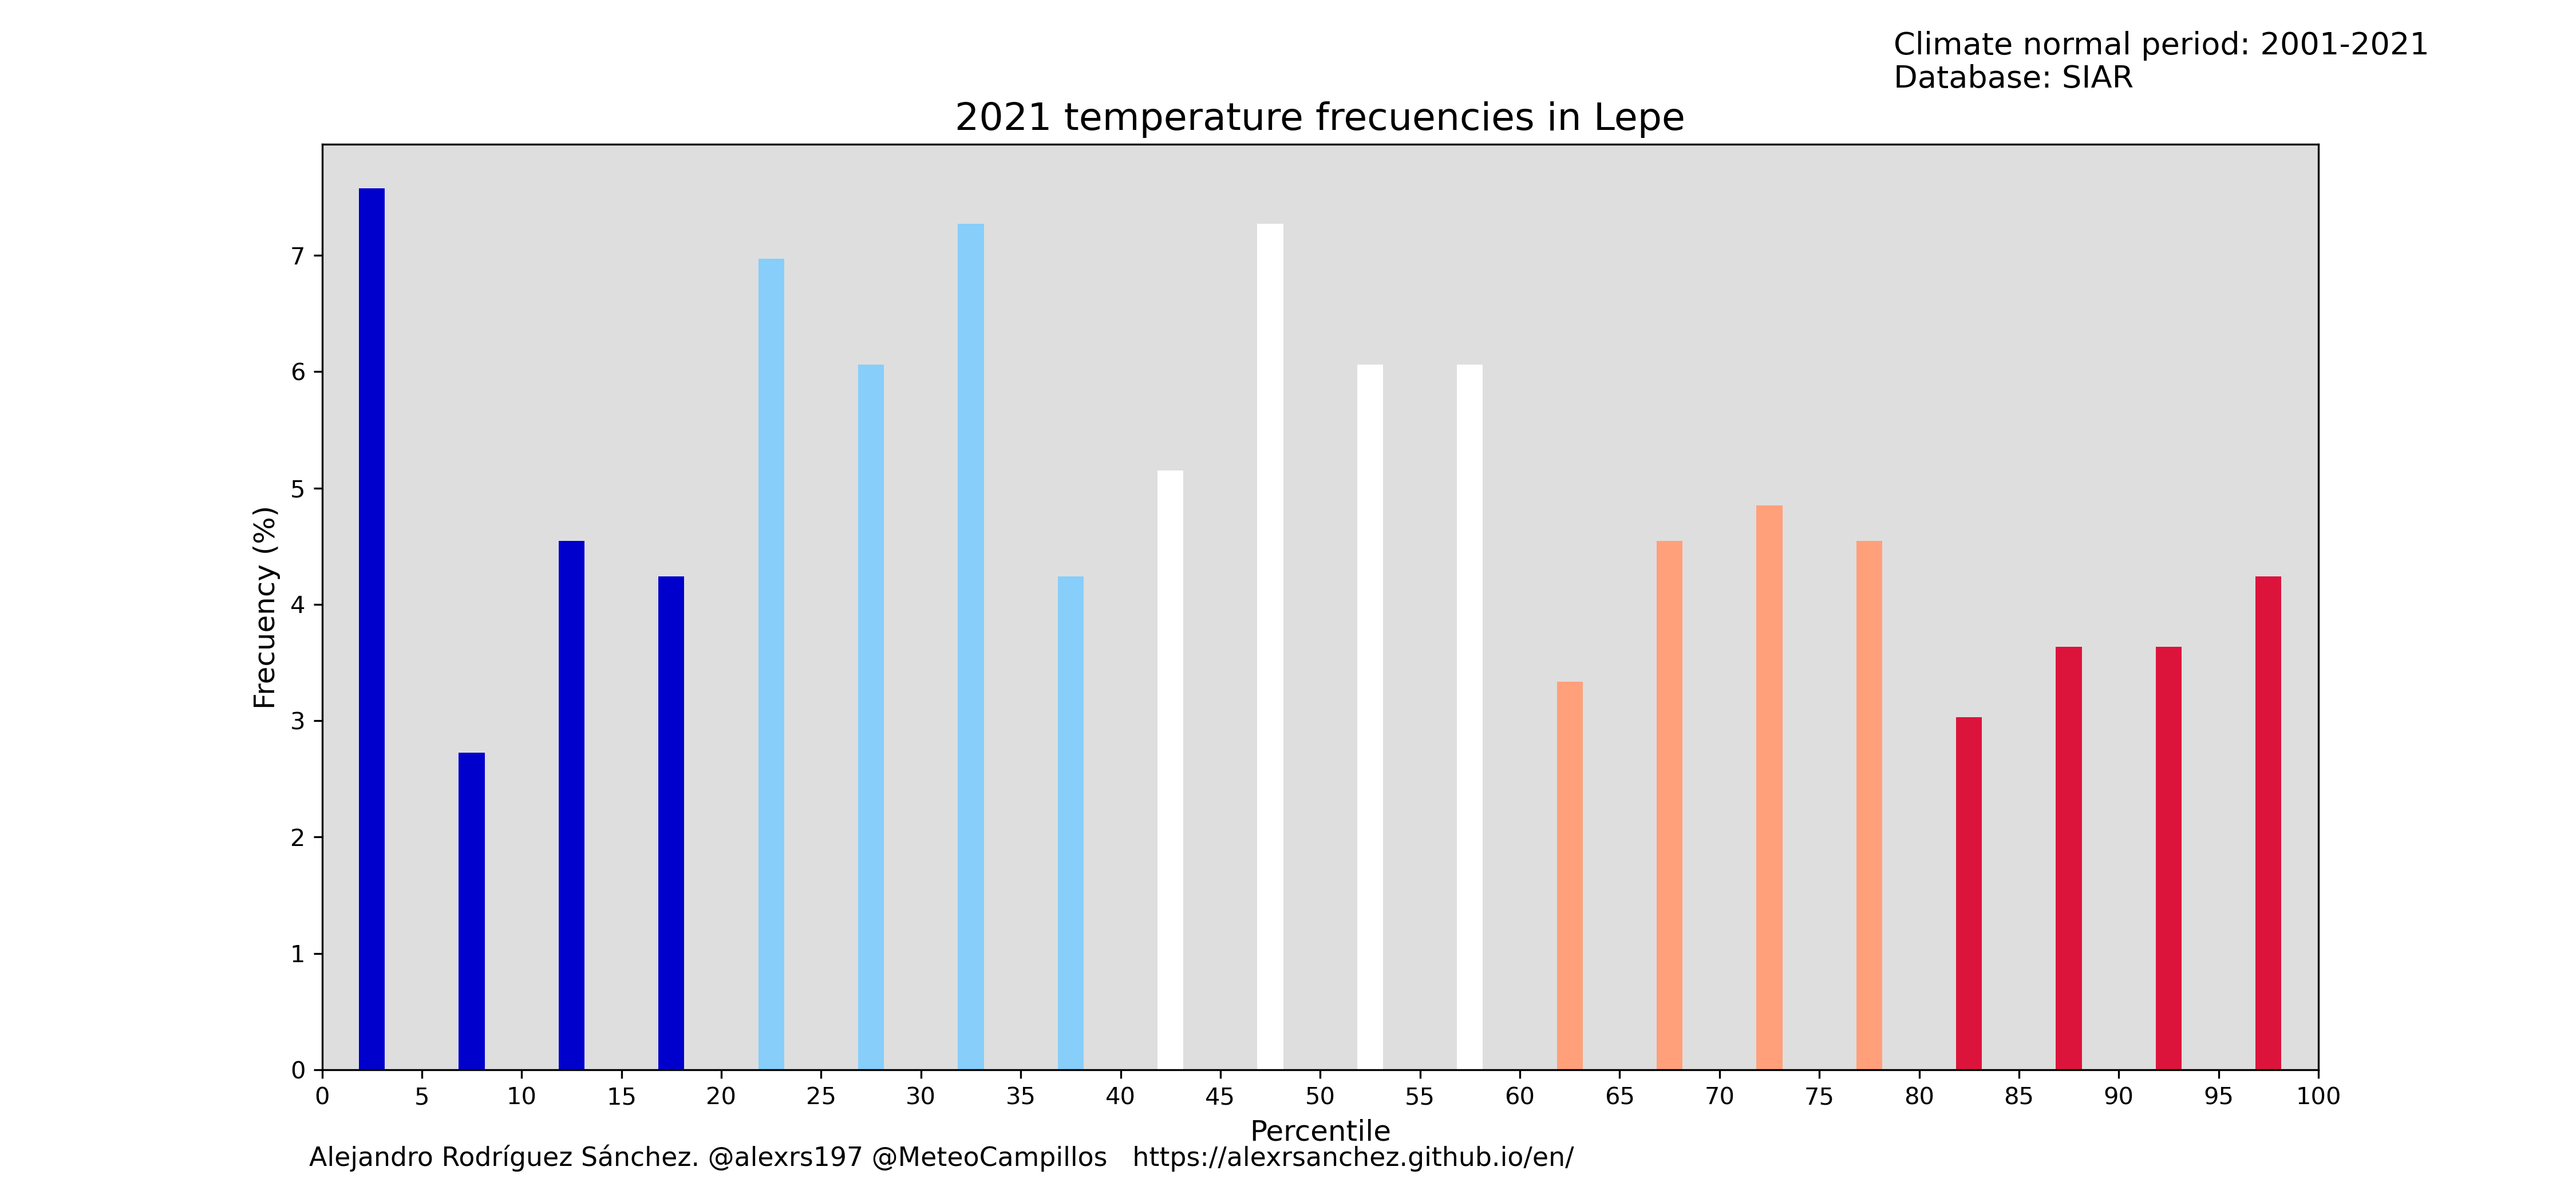 Climate normal period: 2001-2021
Database: SIAR
2021 temperature frecuencies in Lepe
Frecuency (%)
7
6
5
4
3
2
1
0
0 5 10 15 20 25 30 35 40 45 50 55 60 65 70 75 80 85 90 95 100
Percentile
Alejandro Rodríguez Sánchez. @alexrs197 @MeteoCampillos https://alexrsanchez.github.io/en/